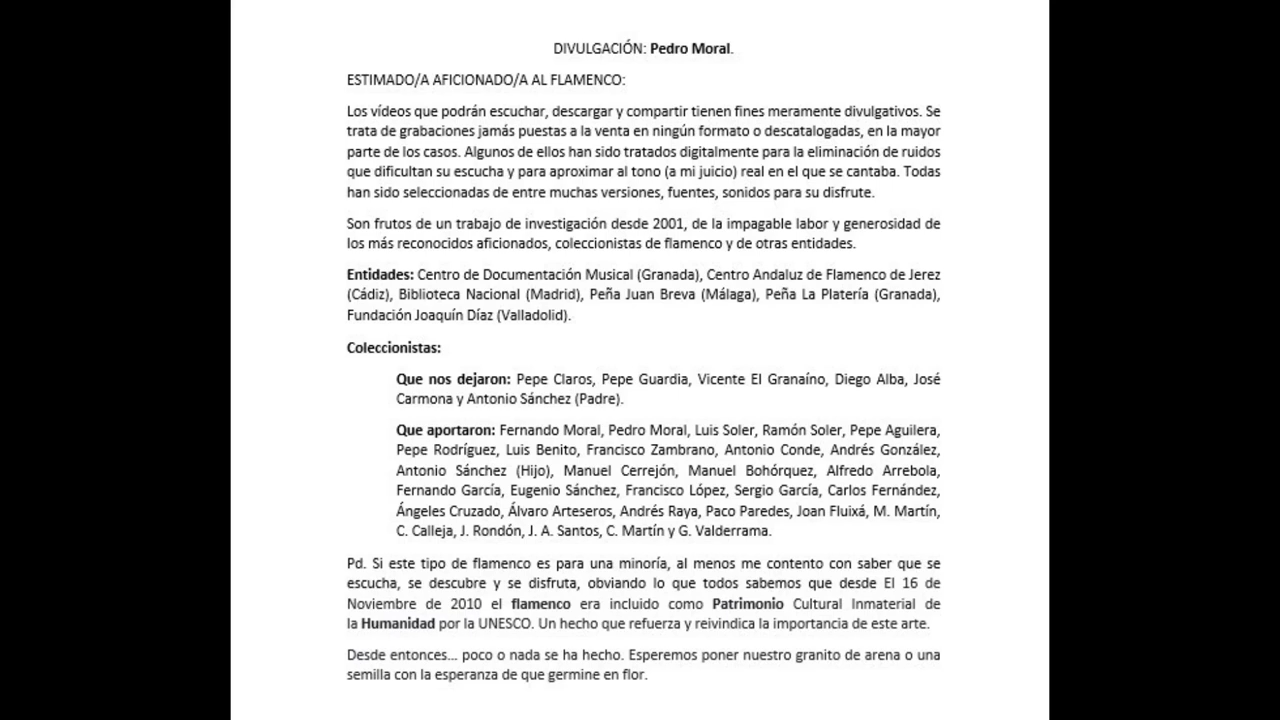 DIVULGACIÓN: Pedro Moral.
ESTIMADO/A AFICIONADO/A AL FLAMENCO:
Los vídeos que podrán escuchar, descargar y compartir tienen fines meramente divulgativos. Se
trata de grabaciones jamás puestas a la venta en ningún formato o descatalogadas, en la mayor
parte de los casos. Algunos de ellos han sido tratados digitalmente para la eliminación de ruidos
que dificultan su escucha y para aproximar al tono (a mi juicio) real en el que se cantaba. Todas
han sido seleccionadas de entre muchas versiones, fuentes, sonidos para su disfrute.
Son frutos de un trabajo de investigación desde 2001, de la impagable labor y generosidad de
los más reconocidos aficionados, coleccionistas de flamenco y de otras entidades.
Entidades: Centro de Documentación Musical (Granada), Centro Andaluz de Flamenco de Jerez
(Cádiz), Biblioteca Nacional (Madrid), Peña Juan Breva (Málaga), Peña La Platería (Granada),
Fundación Joaquín Díaz (Valladolid).
Coleccionistas:
Que nos dejaron: Pepe Claros, Pepe Guardia, Vicente El Granaíno, Diego Alba, José
Carmona y Antonio Sánchez (Padre).
Que aportaron: Fernando Moral, Pedro Moral, Luis Soler, Ramón Soler, Pepe Aguilera,
Pepe Rodríguez, Luis Benito, Francisco Zambrano, Antonio Conde, Andrés González,
Antonio Sánchez (Hijo), Manuel Cerrejón, Manuel Bohórquez, Alfredo Arrebola,
Fernando García, Eugenio Sánchez, Francisco López, Sergio García, Carlos Fernández,
Ángeles Cruzado, Álvaro Arteseros, Andrés Raya, Paco Paredes, Joan Fluixá, M. Martín,
C. Calleja, J. Rondón, J. A. Santos, C. Martín y G. Valderrama.
Pd. Si este tipo de flamenco es para una minoría, al menos me contento con saber que se
escucha, se descubre y se disfruta, obviando lo que todos sabemos que desde El 16 de
Noviembre de 2010 el flamenco era incluido como Patrimonio Cultural Inmaterial de
la Humanidad por la UNESCO. Un hecho que refuerza y reivindica la importancia de este arte.
Desde entonces... poco o nada se ha hecho. Esperemos poner nuestro granito de arena o una
semilla con la esperanza de que germine en flor.